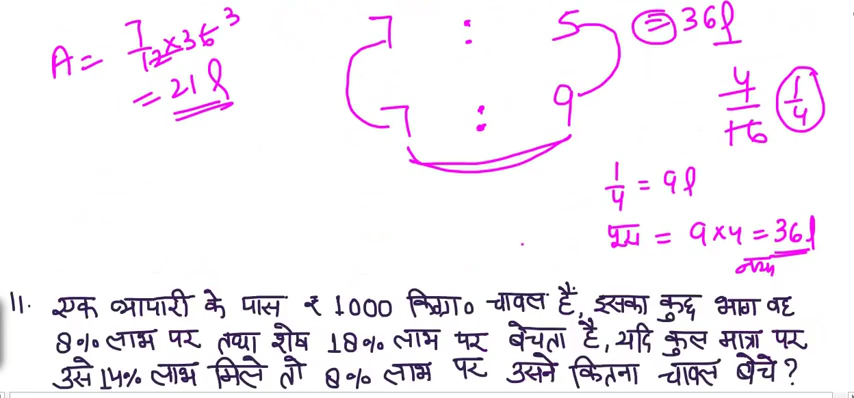 A = 7/12 × 36 3
= 21 l
7 : 5 = 36 l
7 : 9
4/16 1/4
1/4 = 9 l
= 9 × 4 = 36 l
11. एक व्यापारी के पास ₹ 1000 किग्रा० चावल हैं, इसका कुछ भाग वह
8% लाभ पर तथा शेष 18% लाभ पर बेचता है, यदि कुल मात्रा पर
उसे 14% लाभ मिले तो 8% लाभ पर उसने कितना चावल बेचे ?